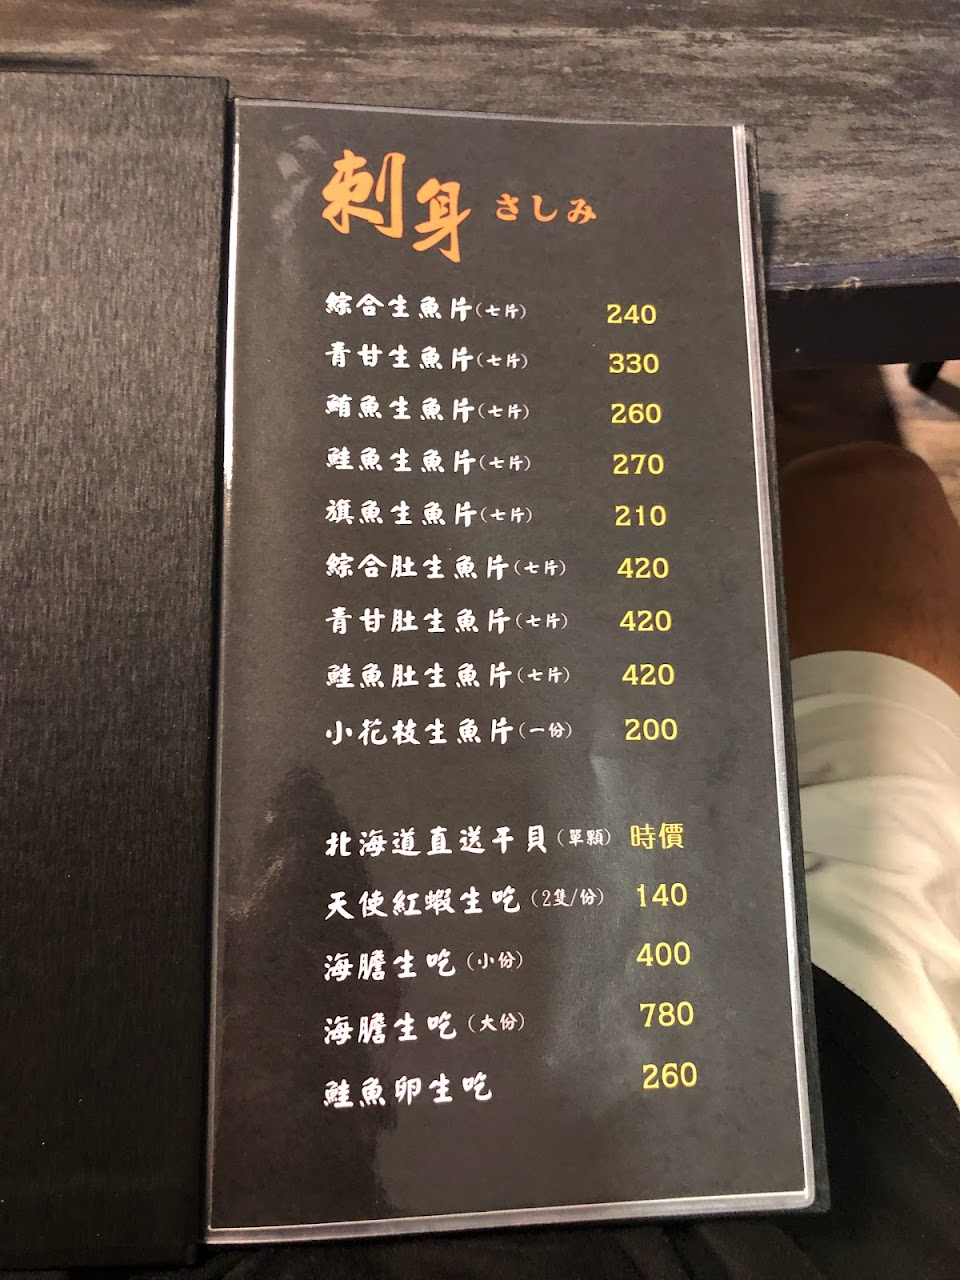 刺身 さしみ
綜合生魚片(七片) 240
青甘生魚片(七片) 330
鮪魚生魚片(七片) 260
鮭魚生魚片(七片) 270
旗魚生魚片(七片) 210
綜合肚生魚片(七片) 420
青甘肚生魚片(七片) 420
鮭魚肚生魚片(七片) 420
小花枝生魚片(一份) 200
北海道直送干貝(單顆) 時價
天使紅蝦生吃(2隻/份) 140
海膽生吃(小份) 400
海膽生吃(大份) 780
鮭魚卵生吃 260